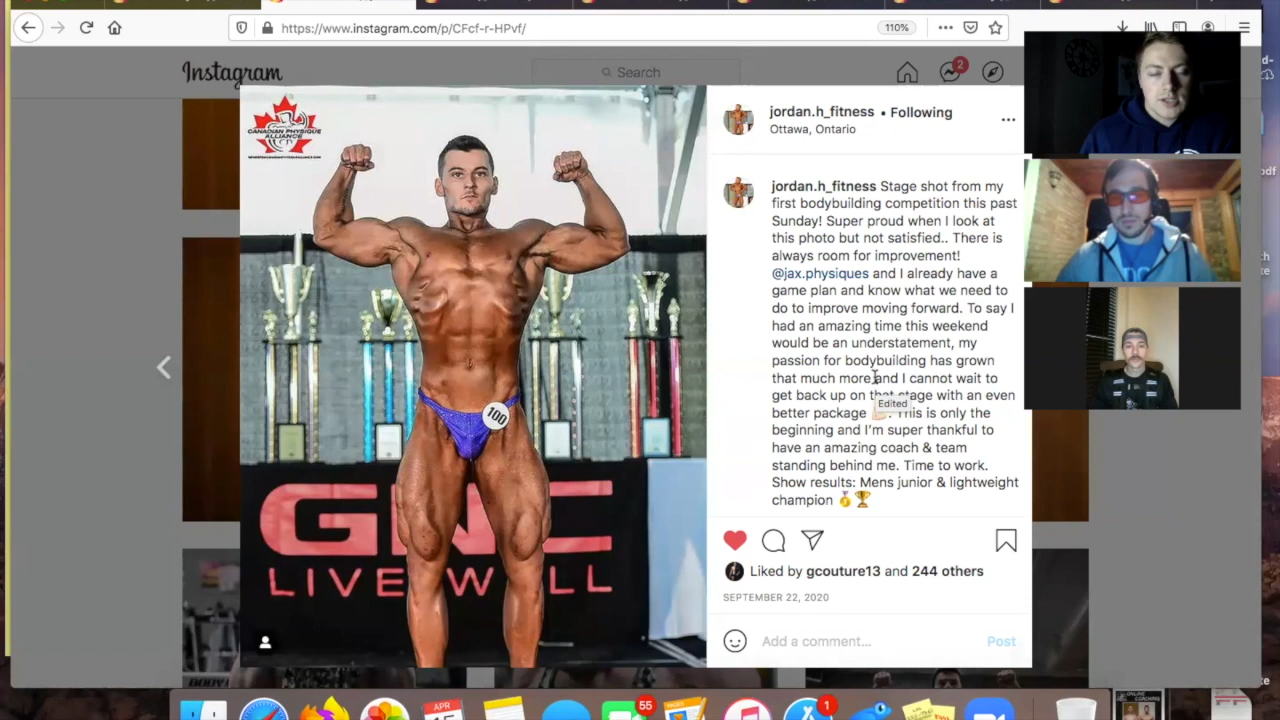 https://www.instagram.com/p/CFcf-r-HPvf/
110%
Instagram
Search
2
CANADIAN PHYSIQUE
ALLIANCE
jordan.h_fitness • Following
Ottawa, Ontario
jordan.h_fitness Stage shot from my
first bodybuilding competition this past
Sunday! Super proud when I look at
this photo but not satisfied.. There is
always room for improvement!
@jax.physiques and I already have a
game plan and know what we need to
do to improve moving forward. To say I
had an amazing time this weekend
would be an understatement, my
passion for bodybuilding has grown
that much more and I cannot wait to
get back up on that stage with an even
Edited
better package 💪🏻. This is only the
beginning and I'm super thankful to
have an amazing coach & team
standing behind me. Time to work.
Show results: Mens junior & lightweight
champion 🥇🏆
100
GNC
LIVE WELL
Liked by gcouture13 and 244 others
SEPTEMBER 22, 2020
Add a comment...
Post
APR
55
1
ONLINE
COACHING